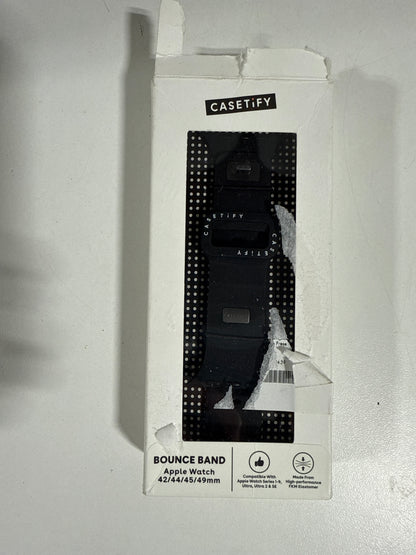 CASETiFY
CASETiFY
CASETiFY
CASETiFY
BOUNCE BAND
Apple Watch
42/44/45/49mm
Compatible With
Apple Watch Series 1-9,
Ultra, Ultra 2 & SE
Made From
High-performance
FKM Elastomer